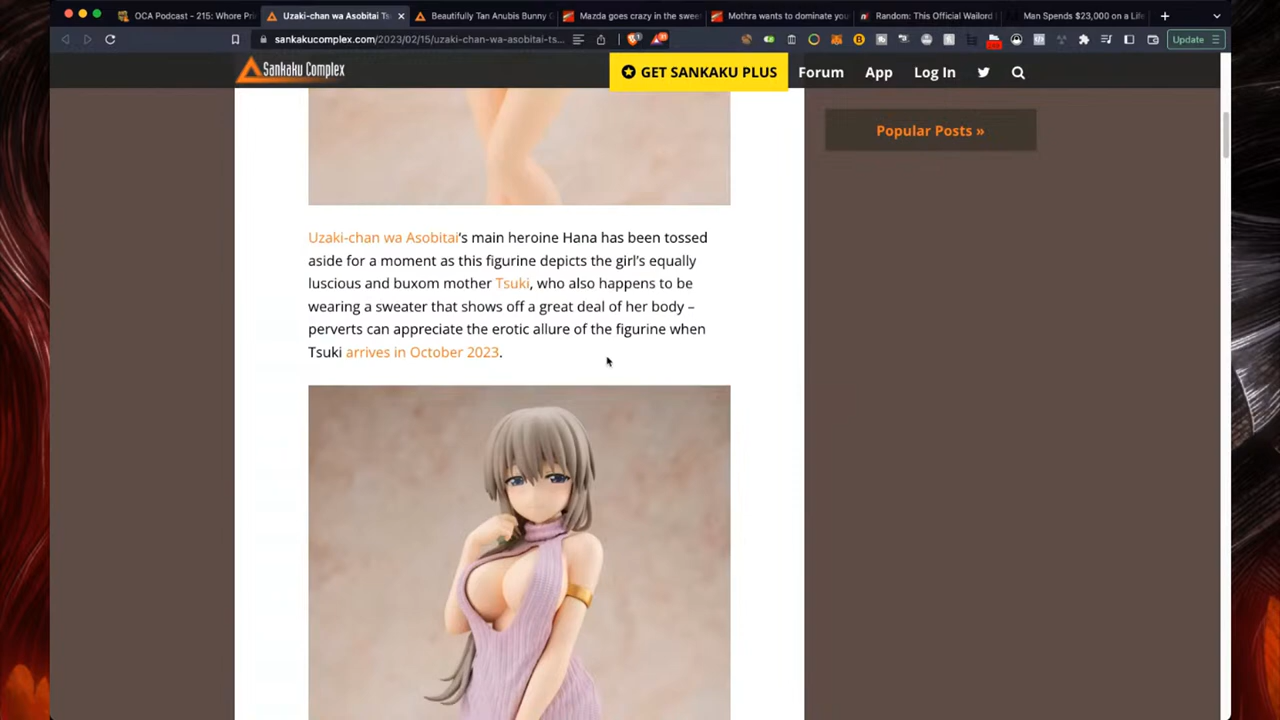 OCA Podcast - 215: Whore Pri
Uzaki-chan wa Asobitai Ts
Beautifully Tan Anubis Bunny G
Mazda goes crazy in the swee
Mothra wants to dominate you
Random: This Official Wailord
Man Spends $23,000 on a Life
sankakucomplex.com/2023/02/15/uzaki-chan-wa-asobitai-ts...
Update
Sankaku Complex
GET SANKAKU PLUS
Forum
App
Log In
Popular Posts »
Uzaki-chan wa Asobitai's main heroine Hana has been tossed
aside for a moment as this figurine depicts the girl's equally
luscious and buxom mother Tsuki, who also happens to be
wearing a sweater that shows off a great deal of her body –
perverts can appreciate the erotic allure of the figurine when
Tsuki arrives in October 2023.